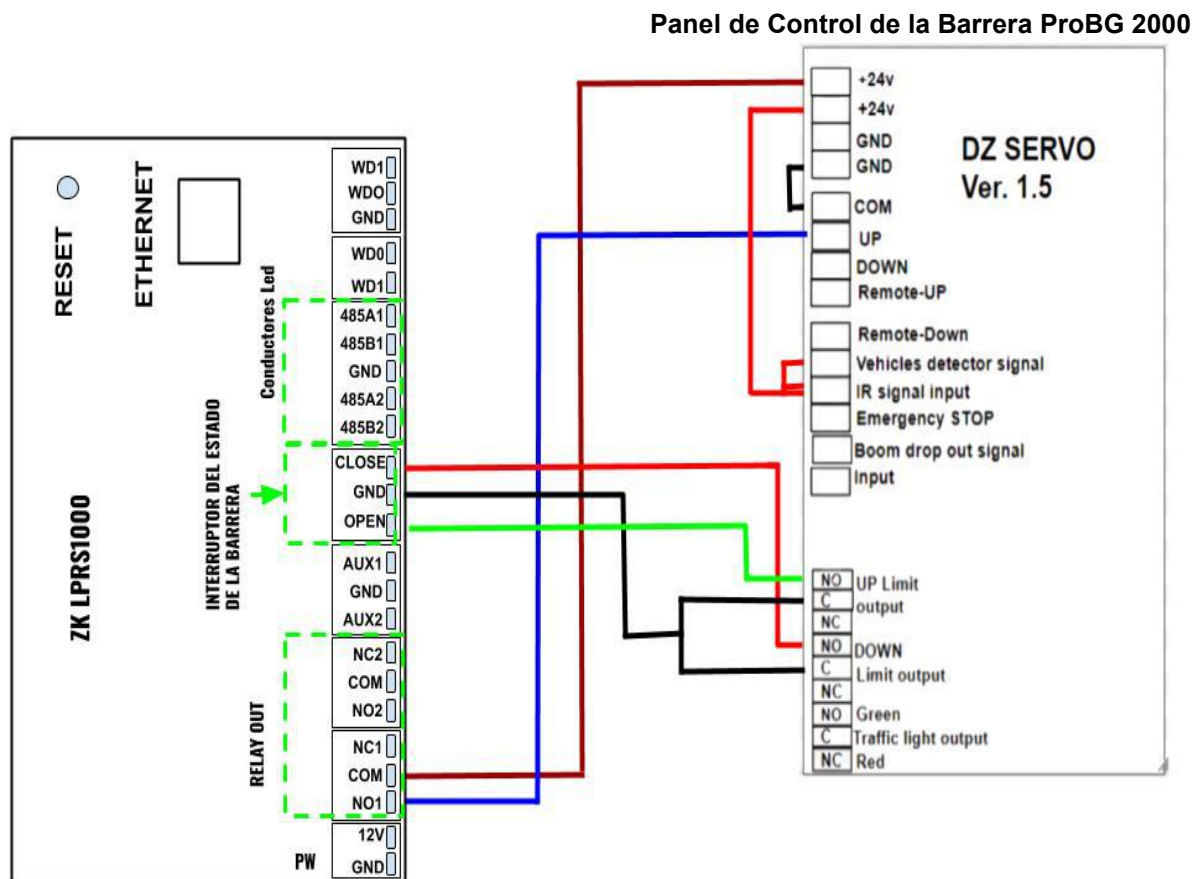 Panel de Control de la Barrera ProBG 2000
RESET
ETHERNET
ZK LPRS1000
Conductores Led
INTERRUPTOR DEL ESTADO
DE LA BARRERA
RELAY OUT
PW
WD1
WDO
GND
WD0
WD1
485A1
485B1
GND
485A2
485B2
CLOSE
GND
OPEN
AUX1
GND
AUX2
NC2
COM
NO2
NC1
COM
NO1
12V
GND
DZ SERVO
Ver. 1.5
+24v
+24v
GND
GND
COM
UP
DOWN
Remote-UP
Remote-Down
Vehicles detector signal
IR signal input
Emergency STOP
Boom drop out signal
Input
NO UP Limit
C output
NC
NO DOWN
C Limit output
NC
NO Green
C Traffic light output
NC Red